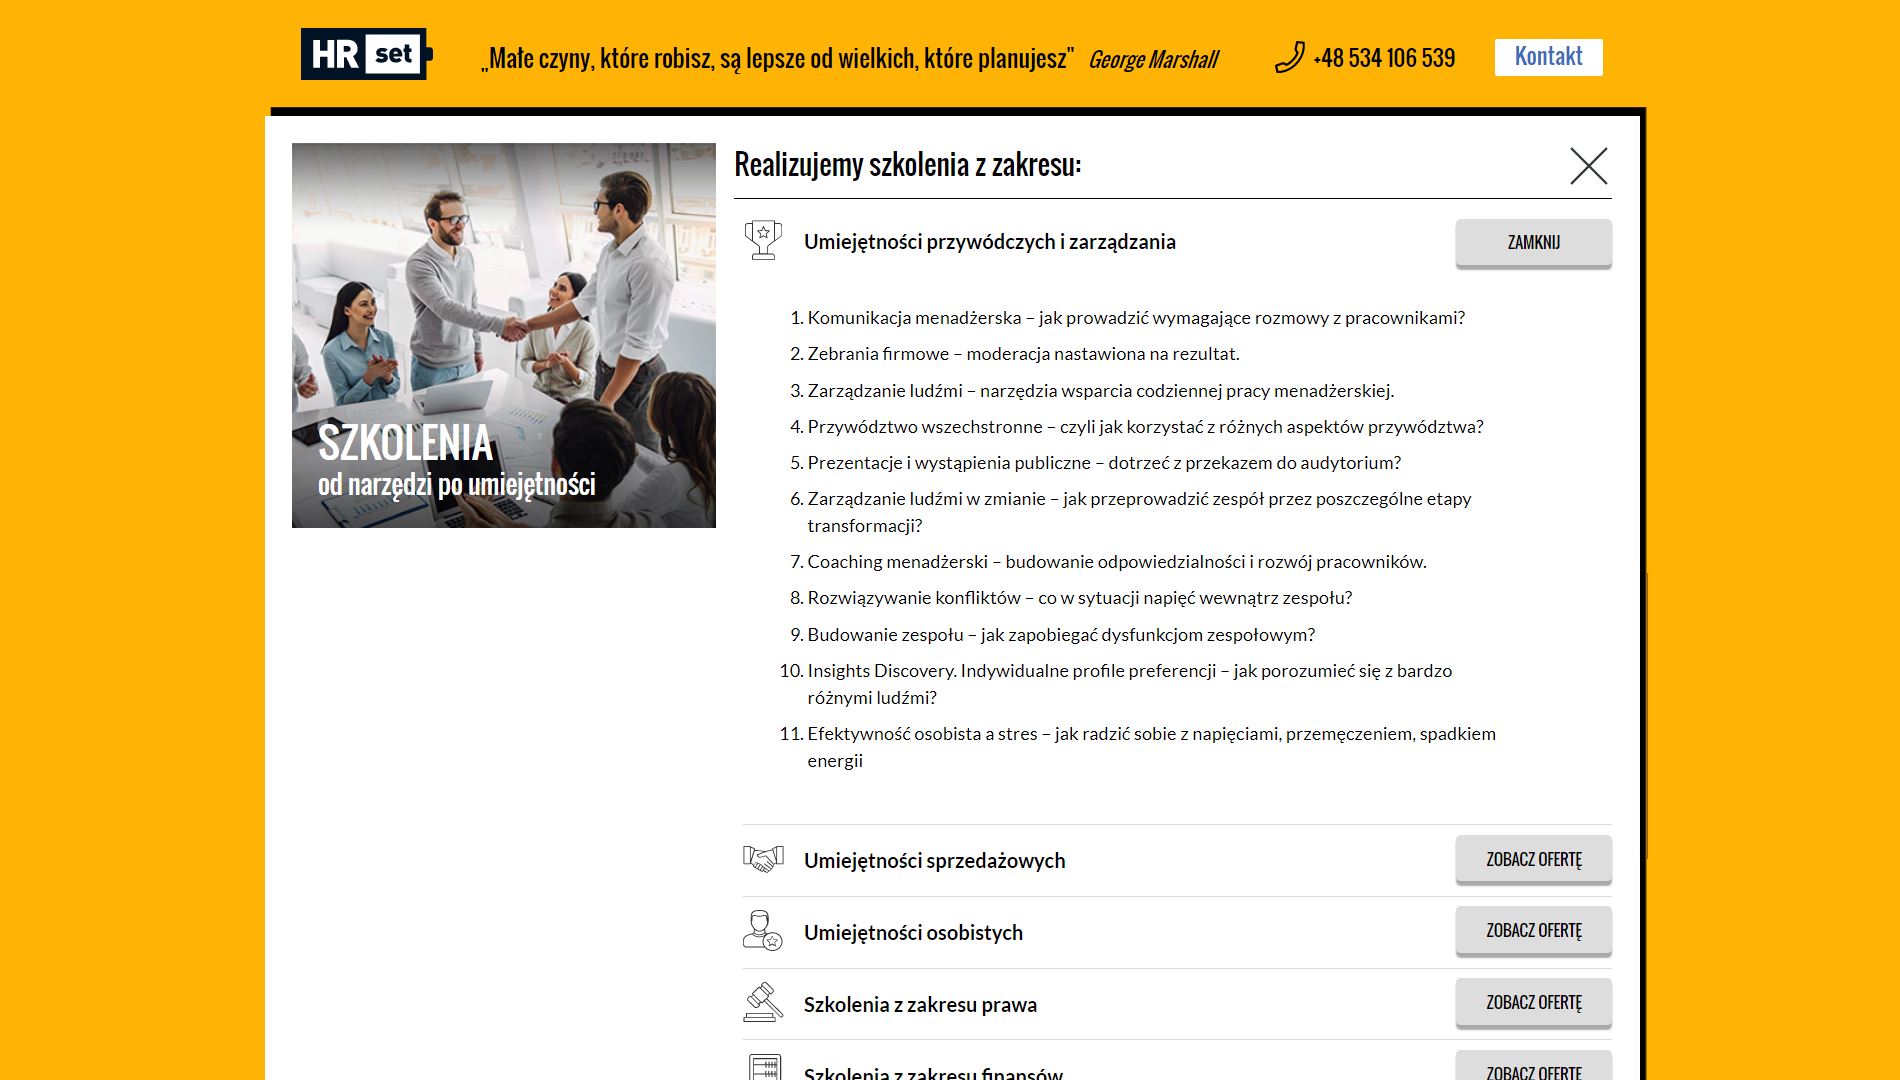 HR set
„Małe czyny, które robisz, są lepsze od wielkich, które planujesz" George Marshall
+48 534 106 539
Kontakt
SZKOLENIA
od narzędzi po umiejętności
Realizujemy szkolenia z zakresu:
Umiejętności przywódczych i zarządzania
ZAMKNIJ
1. Komunikacja menadżerska – jak prowadzić wymagające rozmowy z pracownikami?
2. Zebrania firmowe – moderacja nastawiona na rezultat.
3. Zarządzanie ludźmi – narzędzia wsparcia codziennej pracy menadżerskiej.
4. Przywództwo wszechstronne – czyli jak korzystać z różnych aspektów przywództwa?
5. Prezentacje i wystąpienia publiczne – dotrzeć z przekazem do audytorium?
6. Zarządzanie ludźmi w zmianie – jak przeprowadzić zespół przez poszczególne etapy
transformacji?
7. Coaching menadżerski – budowanie odpowiedzialności i rozwój pracowników.
8. Rozwiązywanie konfliktów – co w sytuacji napięć wewnątrz zespołu?
9. Budowanie zespołu – jak zapobiegać dysfunkcjom zespołowym?
10. Insights Discovery. Indywidualne profile preferencji – jak porozumieć się z bardzo
różnymi ludźmi?
11. Efektywność osobista a stres – jak radzić sobie z napięciami, przemęczeniem, spadkiem
energii
Umiejętności sprzedażowych
ZOBACZ OFERTĘ
Umiejętności osobistych
ZOBACZ OFERTĘ
Szkolenia z zakresu prawa
ZOBACZ OFERTĘ
Szkolenia z zakresu finansów
ZOBACZ OFERTĘ